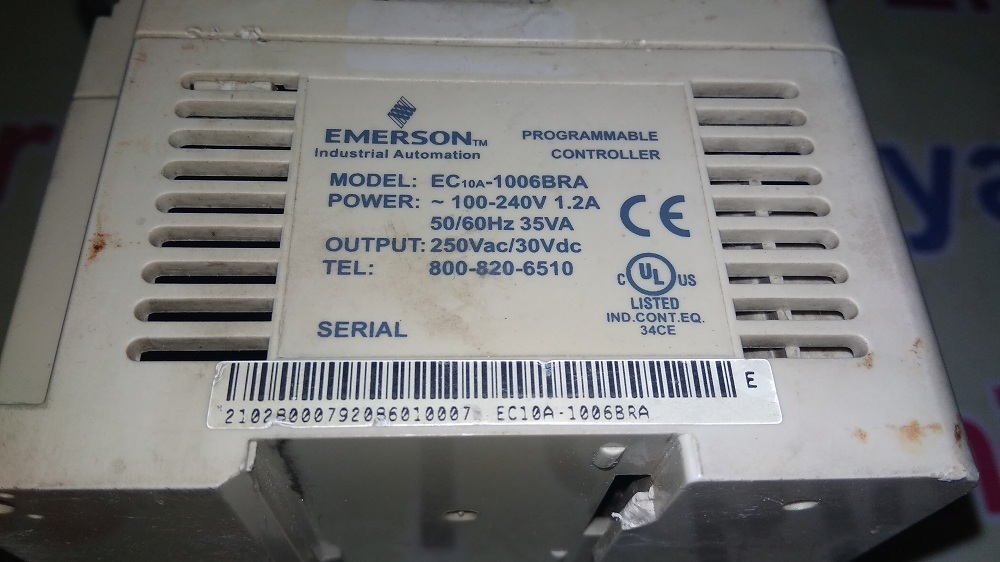 EMERSON™
Industrial Automation
PROGRAMMABLE
CONTROLLER
MODEL: EC10A-1006BRA
POWER: ~ 100-240V 1.2A
50/60Hz 35VA
OUTPUT: 250Vac/30Vdc
TEL: 800-820-6510
CE
C UL US
LISTED
IND.CONT.EQ.
34CE
SERIAL
E
21028000792086010007 EC10A-1006BRA